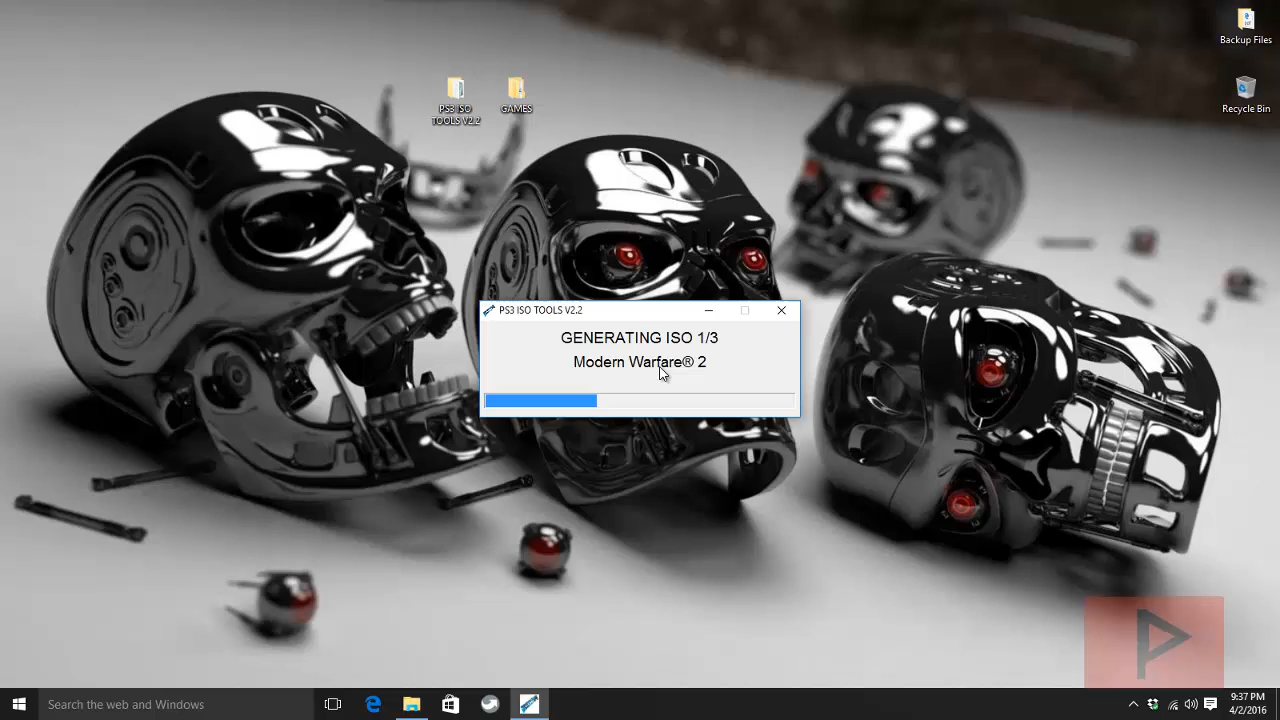 Backup Files
Recycle Bin
PS3 ISO
TOOLS V2.2
GAMES
PS3 ISO TOOLS V2.2
GENERATING ISO 1/3
Modern Warfare® 2
P
Search the web and Windows
9:37 PM
4/2/2016